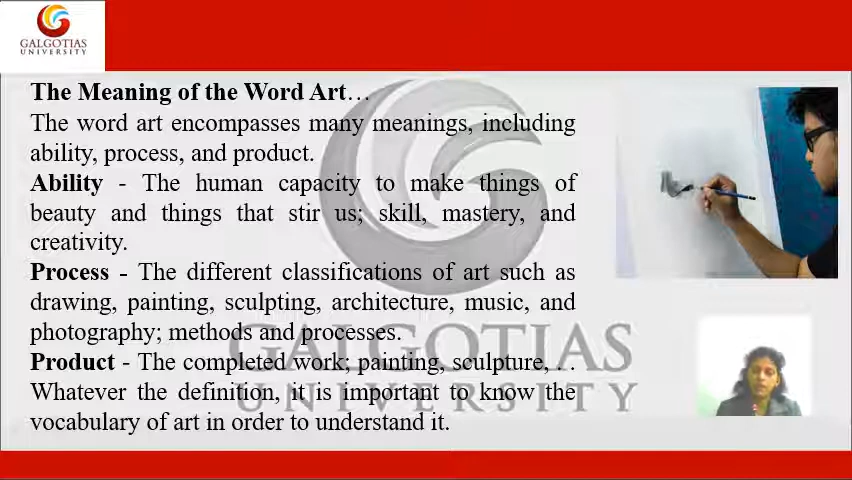 GALGOTIAS
UNIVERSITY
The Meaning of the Word Art…
The word art encompasses many meanings, including
ability, process, and product.
Ability - The human capacity to make things of
beauty and things that stir us; skill, mastery, and
creativity.
Process - The different classifications of art such as
drawing, painting, sculpting, architecture, music, and
photography; methods and processes.
Product - The completed work; painting, sculpture, . .
Whatever the definition, it is important to know the
vocabulary of art in order to understand it.
GALGOTIAS
UNIVERSITY